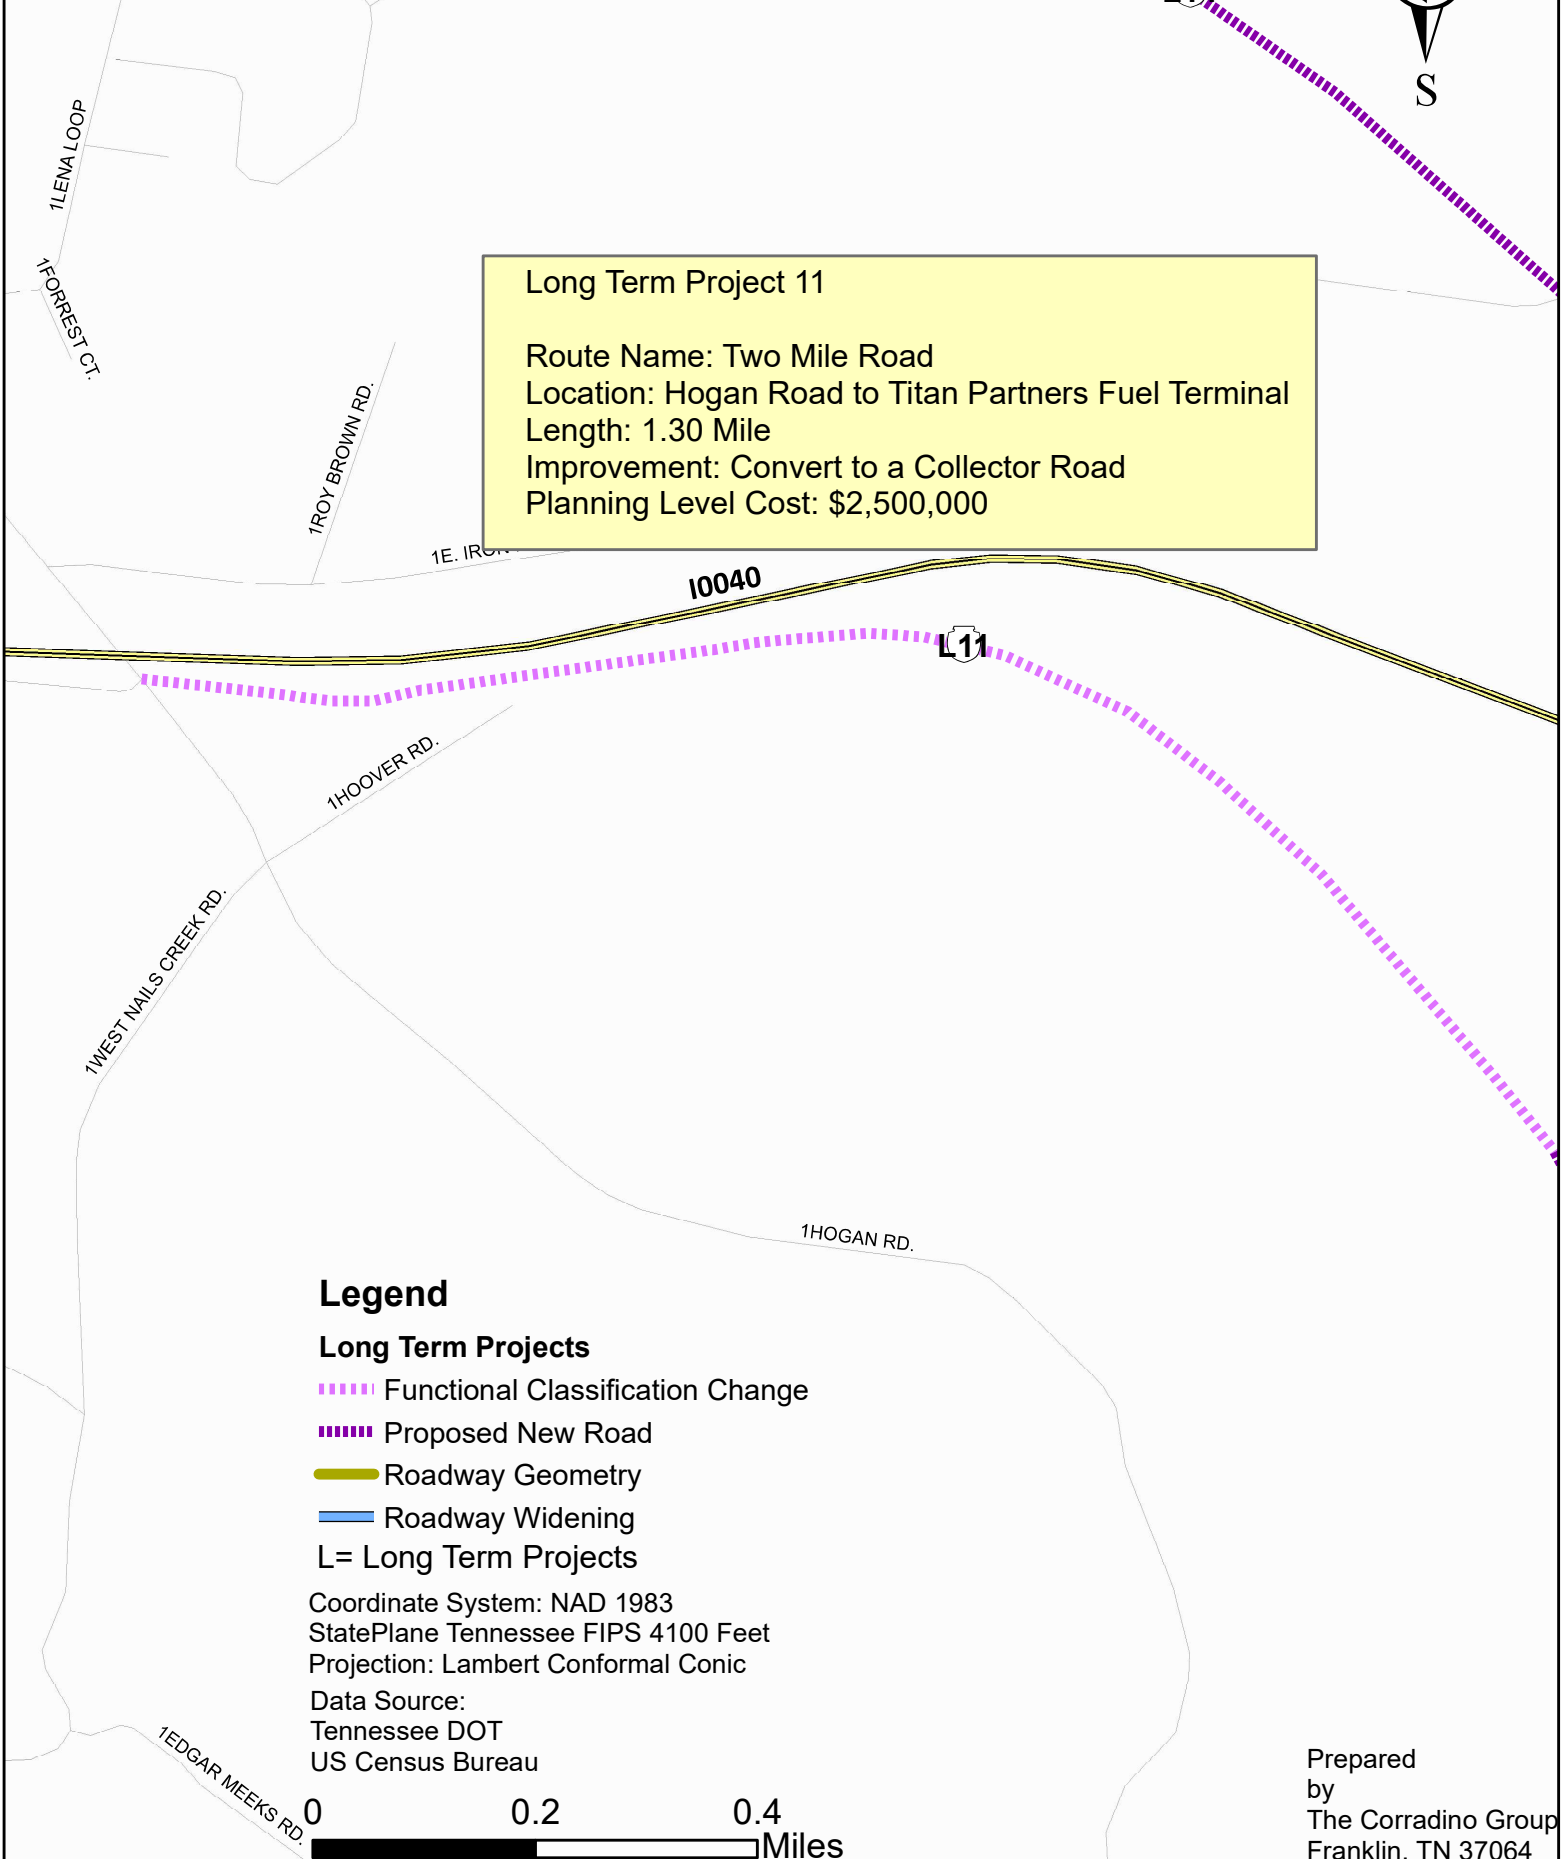 S
1LENA LOOP
1FORREST CT.
Long Term Project 11
Route Name: Two Mile Road
Location: Hogan Road to Titan Partners Fuel Terminal
Length: 1.30 Mile
Improvement: Convert to a Collector Road
Planning Level Cost: $2,500,000
1ROY BROWN RD.
1E.
I0040
L11
1HOOVER RD.
1WEST NAILS CREEK RD.
1HOGAN RD.
Legend
Long Term Projects
Functional Classification Change
Proposed New Road
Roadway Geometry
Roadway Widening
L= Long Term Projects
Coordinate System: NAD 1983
StatePlane Tennessee FIPS 4100 Feet
Projection: Lambert Conformal Conic
Data Source:
Tennessee DOT
US Census Bureau
1EDGAR MEEKS RD.
0 0.2 0.4
Miles
Prepared
by
The Corradino Group
Franklin, TN 37064